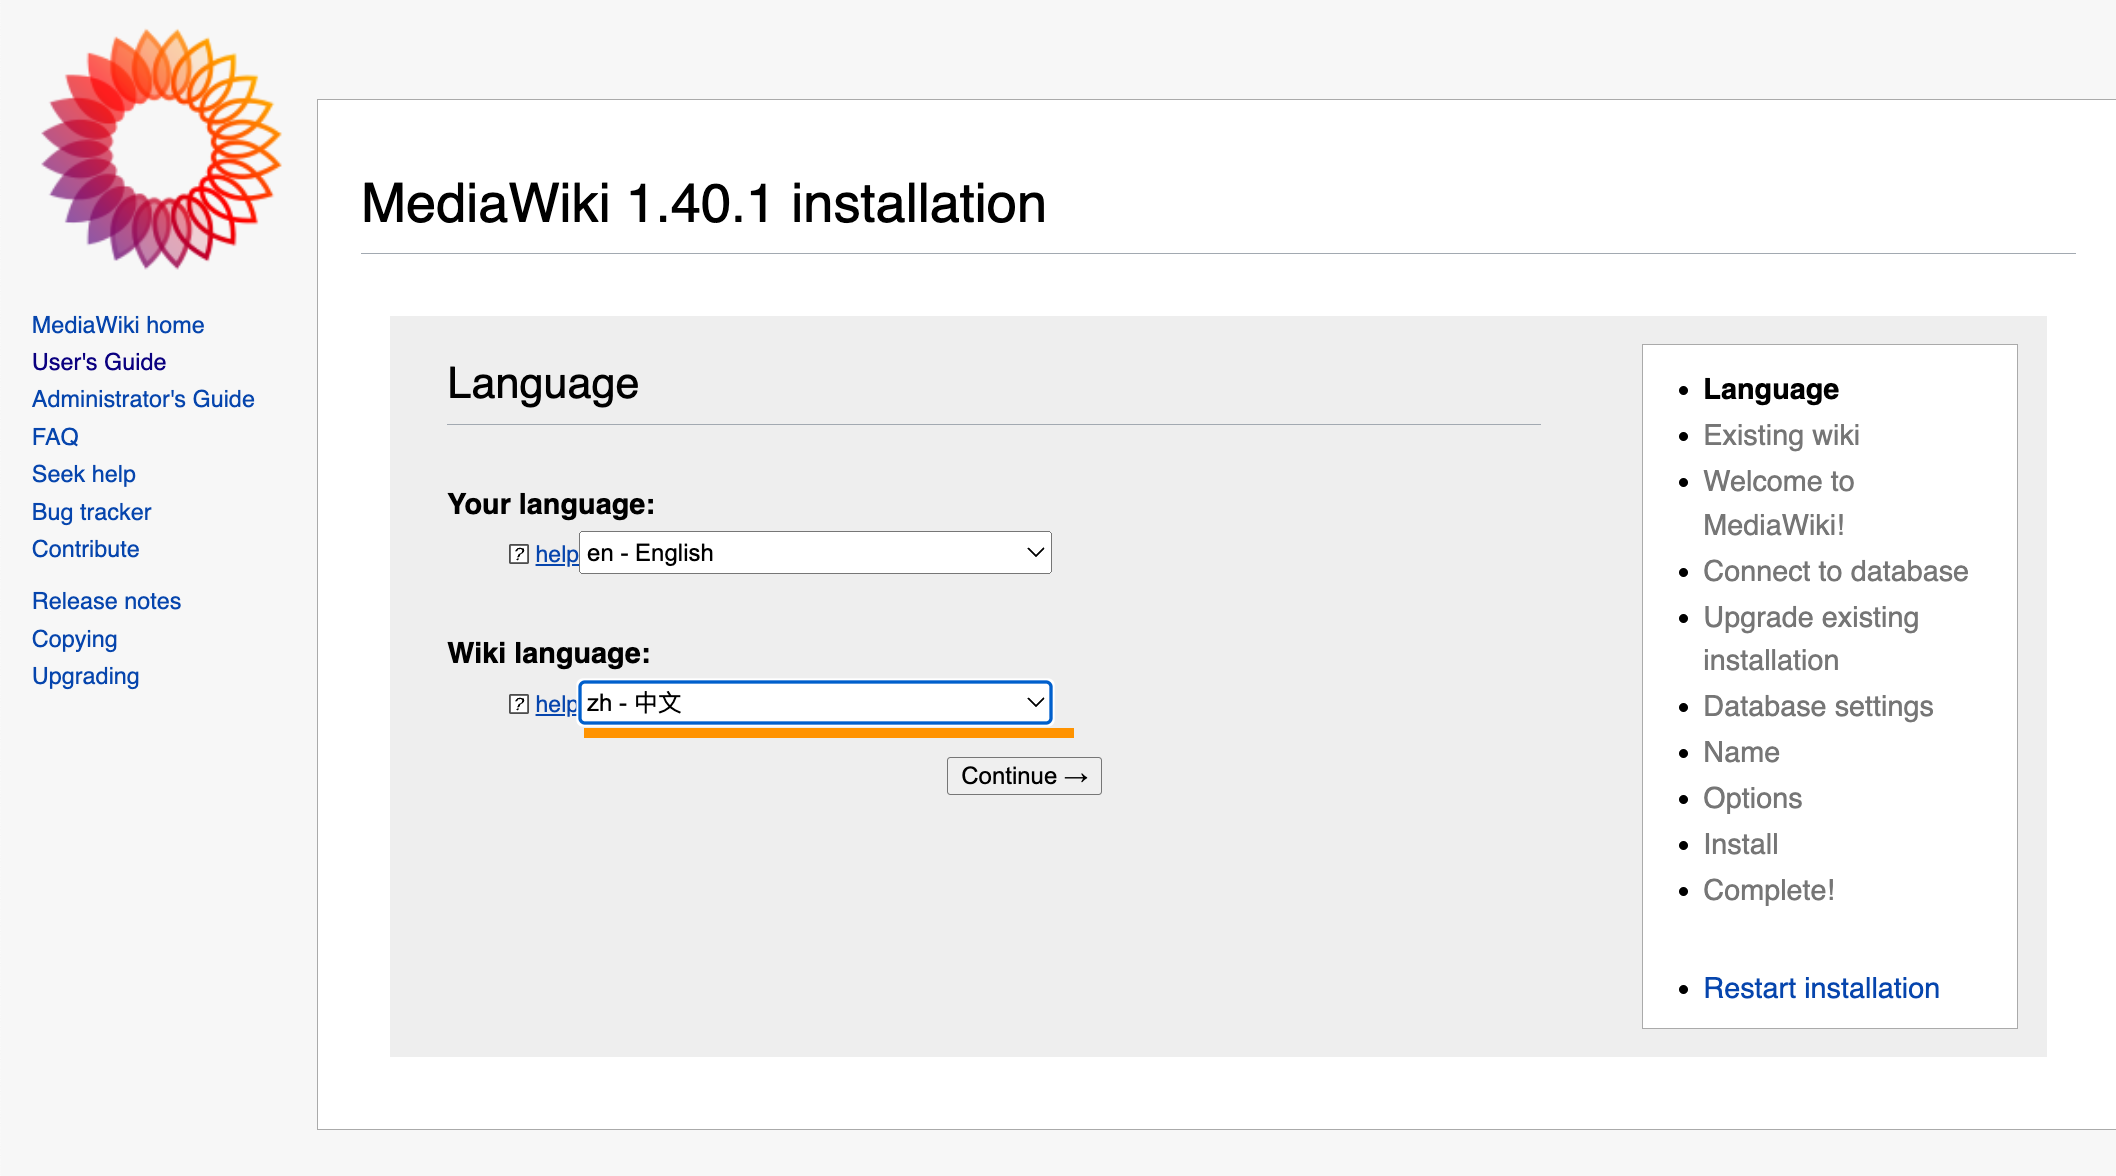 MediaWiki home
User's Guide
Administrator's Guide
FAQ
Seek help
Bug tracker
Contribute
Release notes
Copying
Upgrading
MediaWiki 1.40.1 installation
Language
Your language:
? help en - English
Wiki language:
? help zh - 中文
Continue →
Language
Existing wiki
Welcome to
MediaWiki!
Connect to database
Upgrade existing
installation
Database settings
Name
Options
Install
Complete!
Restart installation